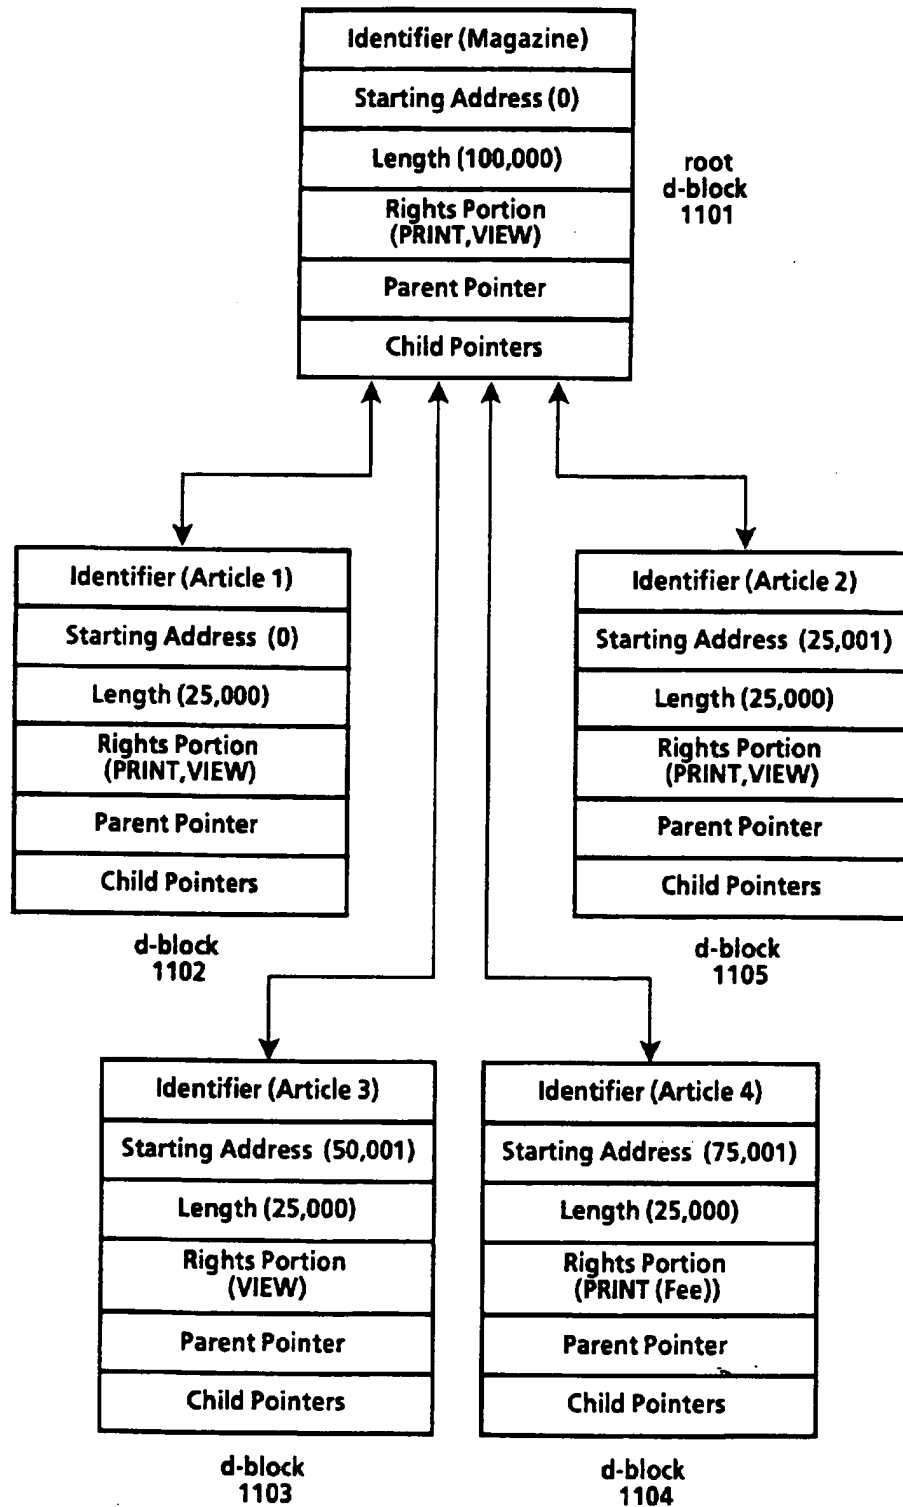 Identifier (Magazine)
Starting Address (0)
Length (100,000)
Rights Portion
(PRINT,VIEW)
Parent Pointer
Child Pointers
root
d-block
1101
Identifier (Article 1)
Starting Address (0)
Length (25,000)
Rights Portion
(PRINT,VIEW)
Parent Pointer
Child Pointers
d-block
1102
Identifier (Article 2)
Starting Address (25,001)
Length (25,000)
Rights Portion
(PRINT,VIEW)
Parent Pointer
Child Pointers
d-block
1105
Identifier (Article 3)
Starting Address (50,001)
Length (25,000)
Rights Portion
(VIEW)
Parent Pointer
Child Pointers
d-block
1103
Identifier (Article 4)
Starting Address (75,001)
Length (25,000)
Rights Portion
(PRINT (Fee))
Parent Pointer
Child Pointers
d-block
1104